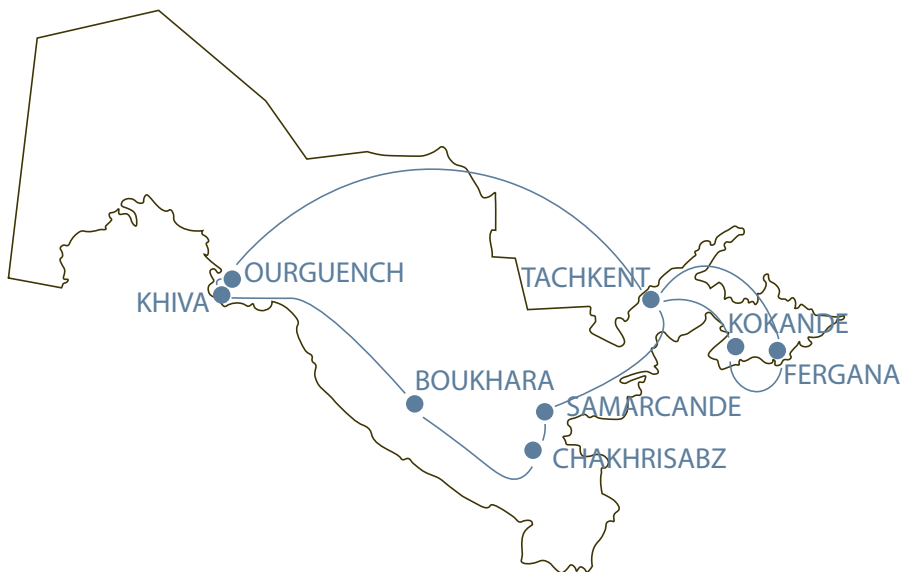 OURGUENCH
TACHKENT
KHIVA
KOKANDE
BOUKHARA
FERGANA
SAMARCANDE
CHAKHRISABZ